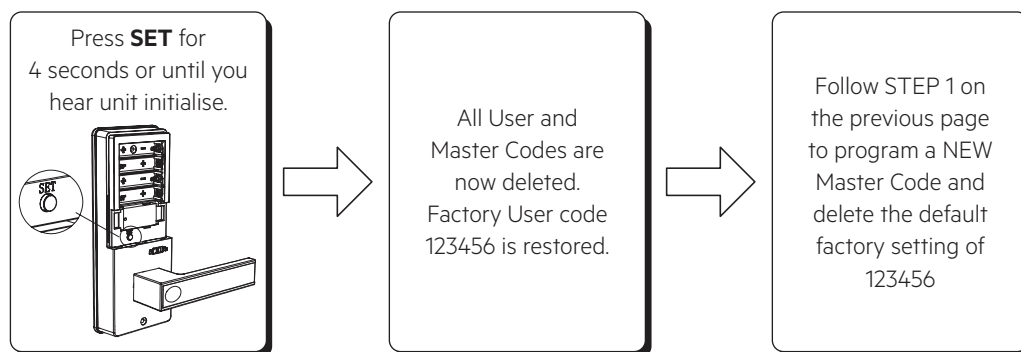 Press SET for
4 seconds or until you
hear unit initialise.
SET
All User and
Master Codes are
now deleted.
Factory User code
123456 is restored.
Follow STEP 1 on
the previous page
to program a NEW
Master Code and
delete the default
factory setting of
123456